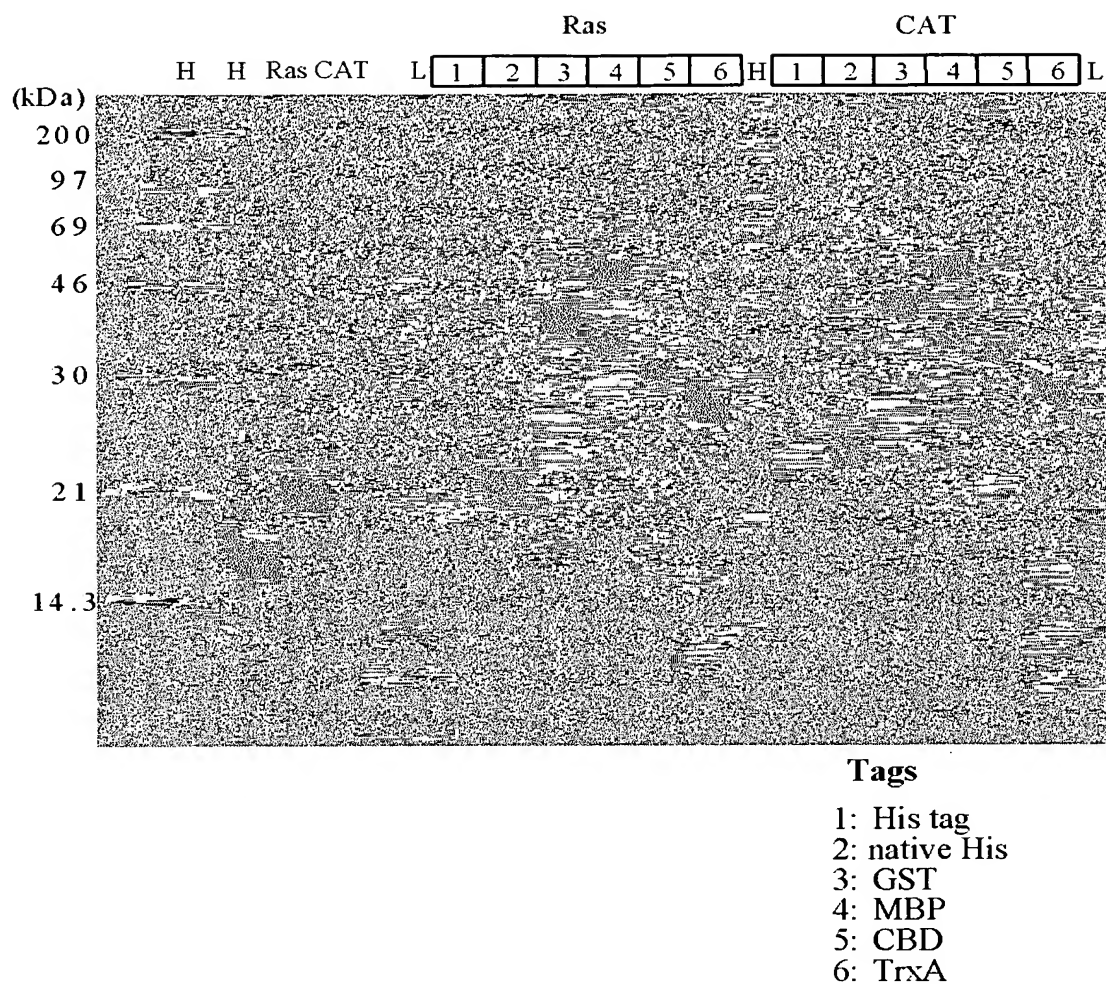 Ras CAT
H H Ras CAT L 1 2 3 4 5 6 H 1 2 3 4 5 6 L
(kDa)
200
97
69
46
30
21
14.3
Tags
1: His tag
2: native His
3: GST
4: MBP
5: CBD
6: TrxA